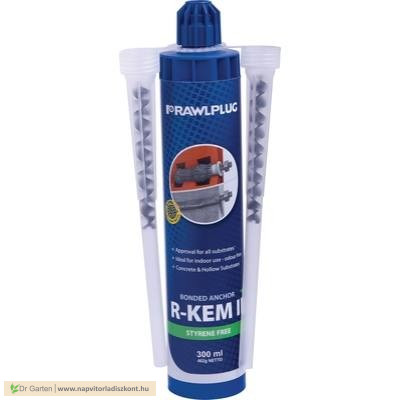 RAWLPLUG
• Approval for all substrates
• Ideal for indoor use - odour free
• Concrete & Hollow Substrates
BONDED ANCHOR
R-KEM II
STYRENE FREE
300 ml
Dr Garten | www.napvitorladiszkont.hu